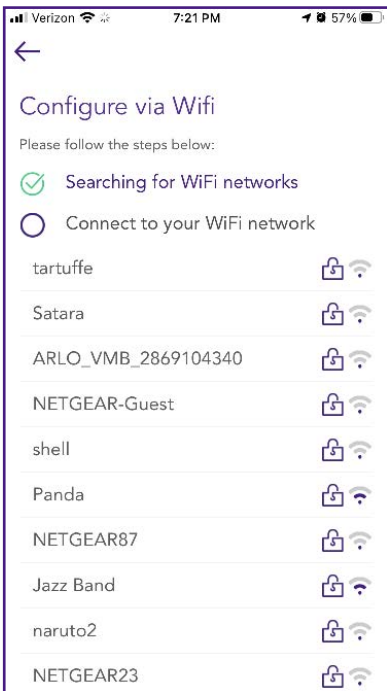 Verizon 7:21 PM 57%
Configure via Wifi
Please follow the steps below:
Searching for WiFi networks
Connect to your WiFi network
tartuffe
Satara
ARLO_VMB_2869104340
NETGEAR-Guest
shell
Panda
NETGEAR87
Jazz Band
naruto2
NETGEAR23